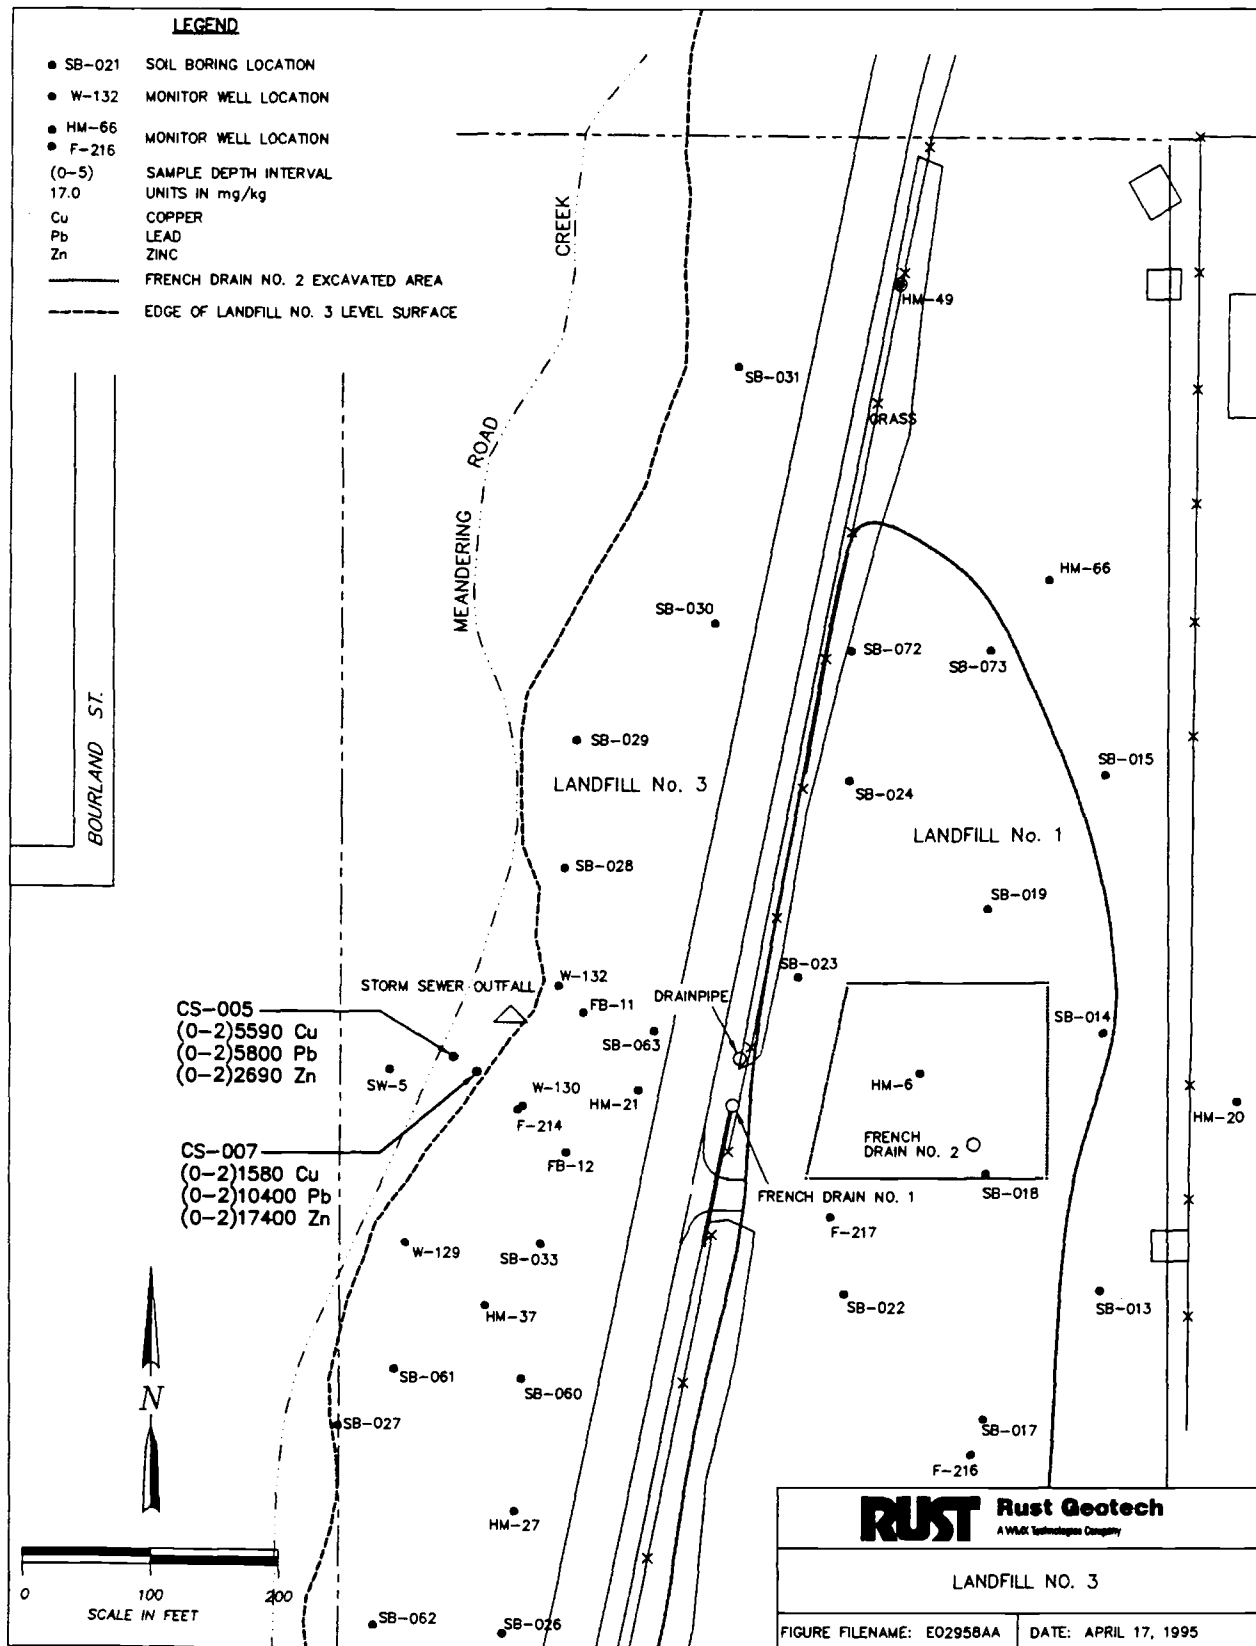 LEGEND
SB-021 SOIL BORING LOCATION
W-132 MONITOR WELL LOCATION
HM-66
F-216
MONITOR WELL LOCATION
(0-5) SAMPLE DEPTH INTERVAL
17.0 UNITS IN mg/kg
Cu COPPER
Pb LEAD
Zn ZINC
FRENCH DRAIN NO. 2 EXCAVATED AREA
EDGE OF LANDFILL NO. 3 LEVEL SURFACE
CREEK
ROAD
MEANDERING
BOURLAND ST.
HM-49
SB-031
GRASS
HM-66
SB-030
SB-072
SB-073
SB-029
SB-015
LANDFILL No. 3
SB-024
LANDFILL No. 1
SB-028
SB-019
SB-023
W-132
STORM SEWER OUTFALL
DRAINPIPE
FB-11
CS-005
(0-2)5590 Cu
(0-2)5800 Pb
(0-2)2690 Zn
SB-014
SB-063
SW-5
HM-6
W-130
HM-21
F-214
HM-20
FRENCH
DRAIN NO. 2
CS-007
(0-2)1580 Cu
(0-2)10400 Pb
(0-2)17400 Zn
FB-12
SB-018
FRENCH DRAIN NO. 1
F-217
W-129
SB-033
HM-37
SB-022
SB-013
SB-061
SB-060
SB-027
SB-017
F-216
N
HM-27
0 100 200
SCALE IN FEET
SB-062
SB-026
RUST Rust Geotech
A WMX Technologies Company
LANDFILL NO. 3
FIGURE FILENAME: E02958AA
DATE: APRIL 17, 1995